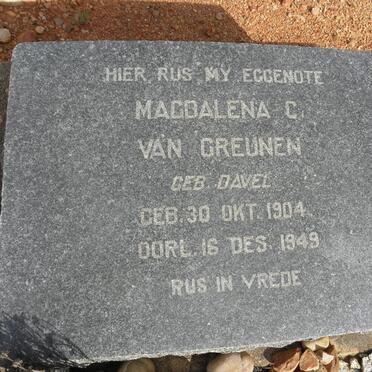 HIER RUS MY EGGENOTE
MAGDALENA C.
VAN GREUNEN
GEB. DAVEL
GEB. 30 OKT. 1904.
OORL. 16 DES. 1949
RUS IN VREDE